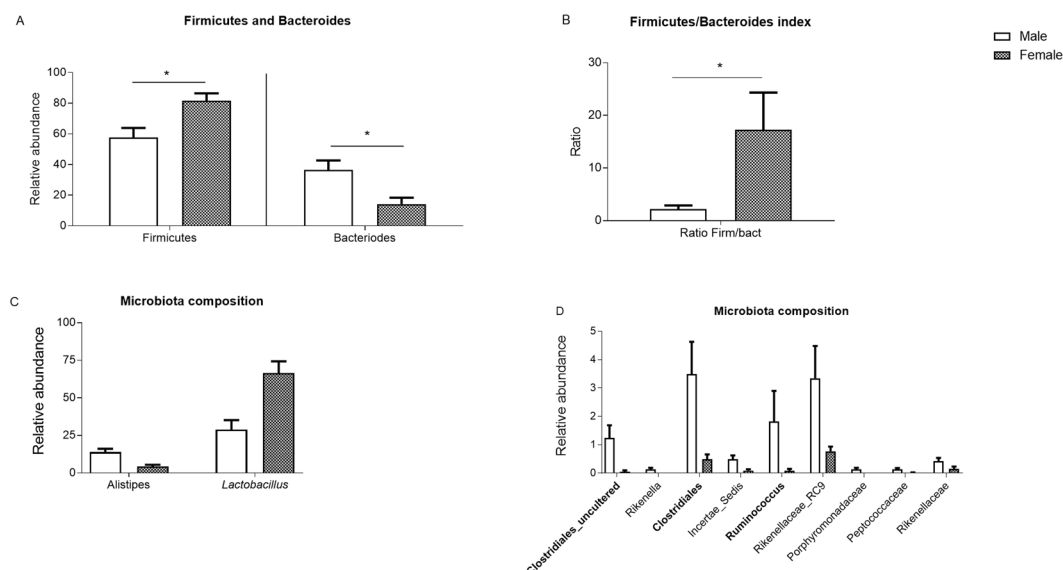 A
Firmicutes and Bacteroides
Relative abundance
100
80
60
40
20
0
*
*
Firmicutes
Bacteriodes
B
Firmicutes/Bacteroides index
Ratio
30
20
10
0
*
Ratio Firm/bact
Male
Female
C
Microbiota composition
Relative abundance
100
75
50
25
0
Alistipes
Lactobacillus
D
Microbiota composition
Relative abundance
5
4
3
2
1
0
Clostridiales_uncultered
Rikenella
Clostridiales
Incertae_Sedis
Ruminococcus
Rikenellaceae_RC9
Porphyromonadaceae
Peptococcaceae
Rikenellaceae